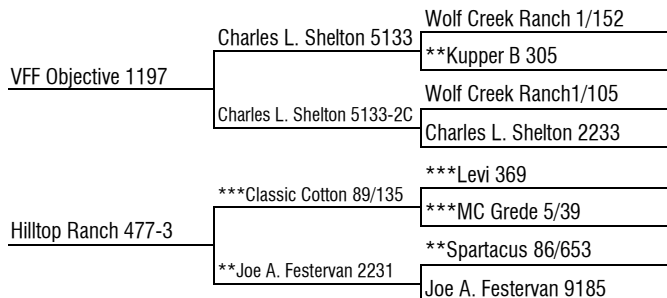 Wolf Creek Ranch 1/152
Charles L. Shelton 5133
**Kupper B 305
VFF Objective 1197
Wolf Creek Ranch1/105
Charles L. Shelton 5133-2C
Charles L. Shelton 2233
***Levi 369
***Classic Cotton 89/135
***MC Grede 5/39
Hilltop Ranch 477-3
**Spartacus 86/653
**Joe A. Festervan 2231
Joe A. Festervan 9185